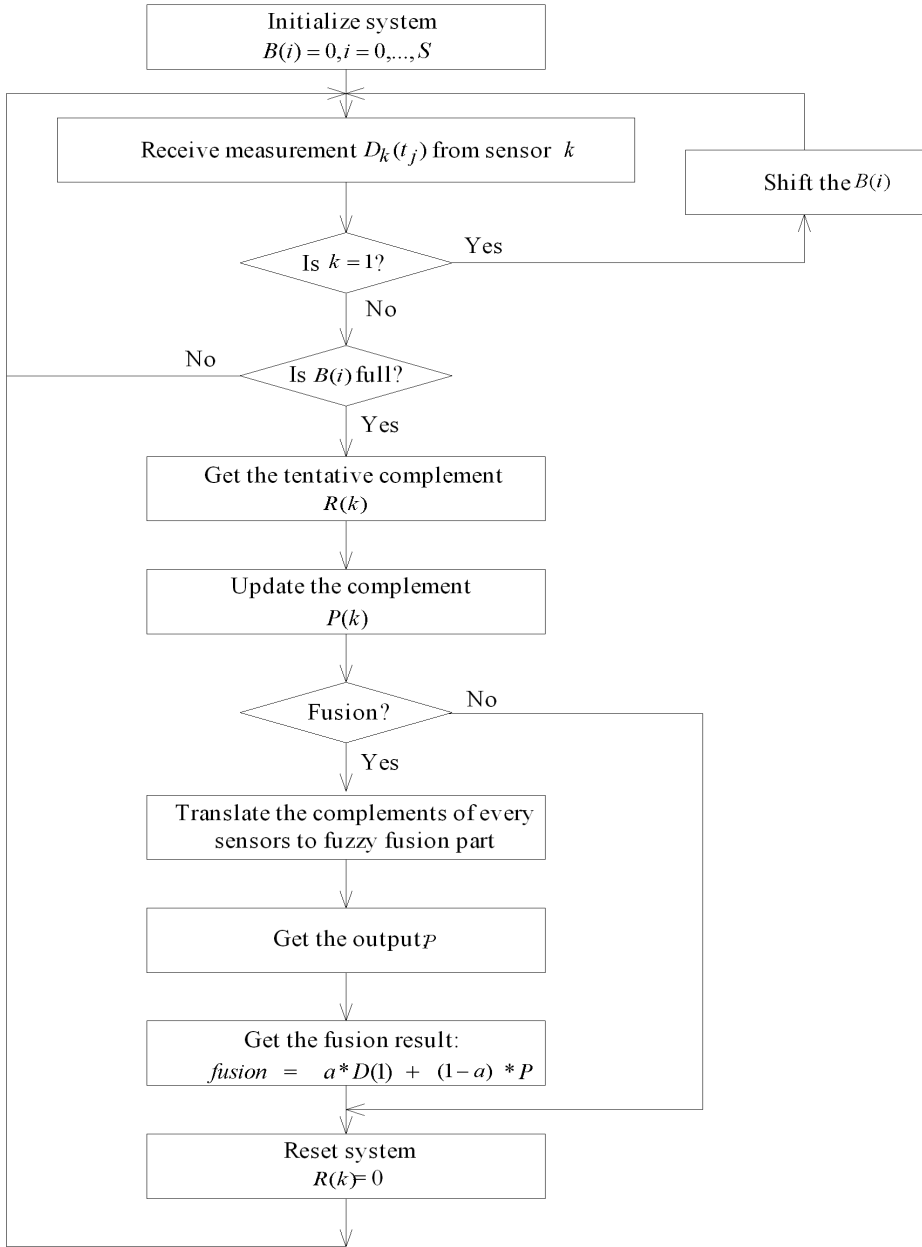 Initialize system
B(i) = 0, i = 0,..., S
Receive measurement D_k(t_j) from sensor k
Shift the B(i)
Is k = 1?
Yes
No
No
Is B(i) full?
Yes
Get the tentative complement
R(k)
Update the complement
P(k)
Fusion?
No
Yes
Translate the complements of every
sensors to fuzzy fusion part
Get the output P
Get the fusion result:
fusion = a*D(1) + (1-a) *P
Reset system
R(k)=0